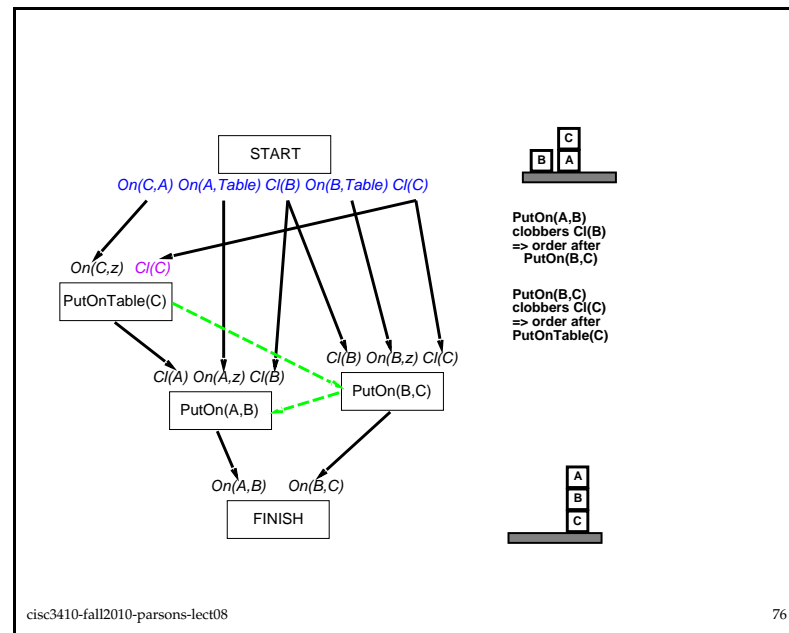 START
C
B A
On(C,A) On(A,Table) Cl(B) On(B,Table) Cl(C)
PutOn(A,B)
clobbers Cl(B)
=> order after
PutOn(B,C)
On(C,z) Cl(C)
PutOnTable(C)
PutOn(B,C)
clobbers Cl(C)
=> order after
PutOnTable(C)
Cl(B) On(B,z) Cl(C)
PutOn(B,C)
Cl(A) On(A,z) Cl(B)
PutOn(A,B)
On(A,B) On(B,C)
FINISH
A
B
C
cisc3410-fall2010-parsons-lect08 76